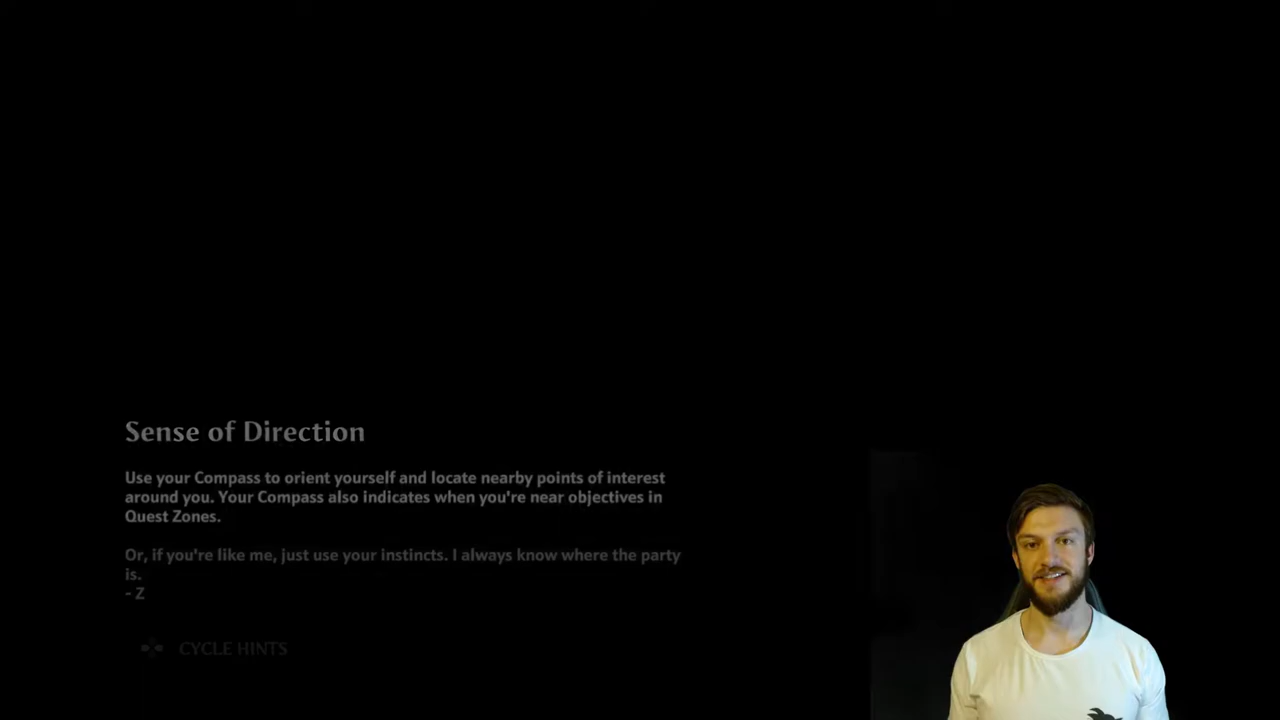 Sense of Direction
Use your Compass to orient yourself and locate nearby points of interest
around you. Your Compass also indicates when you're near objectives in
Quest Zones.
Or, if you're like me, just use your instincts. I always know where the party
is.
- Z
CYCLE HINTS